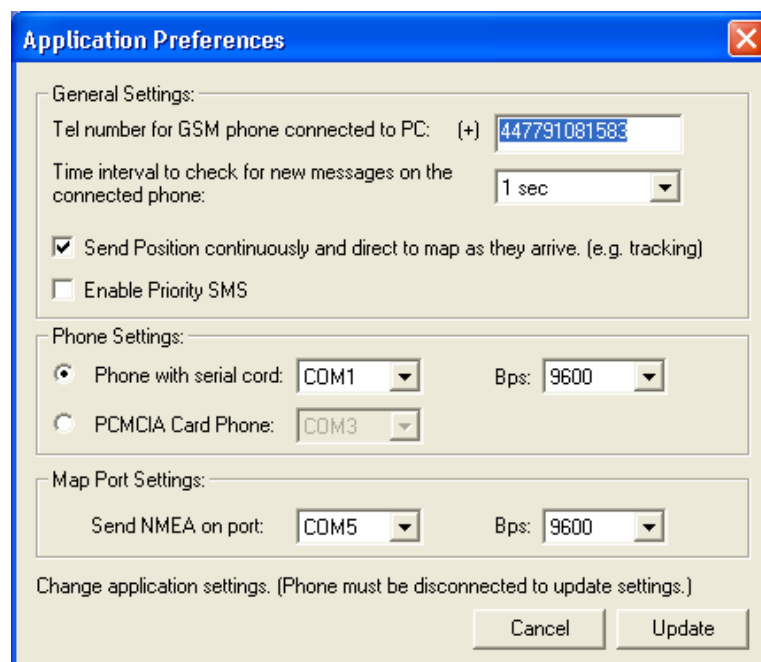 Application Preferences
General Settings:
Tel number for GSM phone connected to PC: (+) 447791081583
Time interval to check for new messages on the
connected phone: 1 sec
Send Position continuously and direct to map as they arrive. (e.g. tracking)
Enable Priority SMS
Phone Settings:
Phone with serial cord: COM1 Bps: 9600
PCMCIA Card Phone: COM3
Map Port Settings:
Send NMEA on port: COM5 Bps: 9600
Change application settings. (Phone must be disconnected to update settings.)
Cancel Update